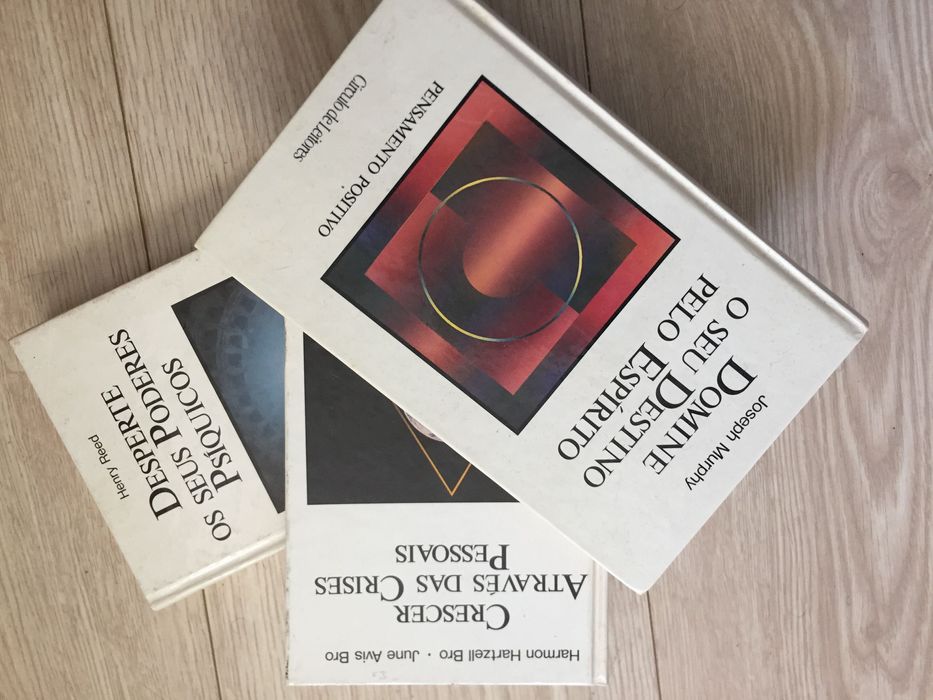 Joseph Murphy
DOMINE
O SEU DESTINO
PELO ESPÍRITO
PENSAMENTO POSITIVO
Círculo de Leitores
Henry Reed
DESPERTE
OS SEUS PODERES
PSÍQUICOS
Harmon Hartzell Bro · June Avis Bro
CRESCER
ATRAVÉS DAS CRISES
PESSOAIS